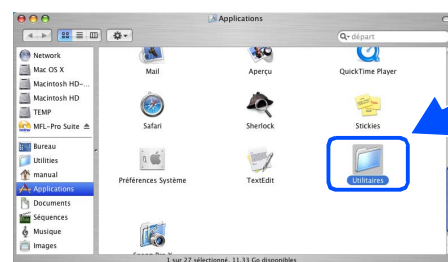 Applications
départ
Network
Mac OS X
Macintosh HD-...
Macintosh HD
TEMP
MFL-Pro Suite
Bureau
Utilities
manual
Applications
Documents
Séquences
Musique
Images
Mail
Aperçu
QuickTime Player
Safari
Sherlock
Stickies
Préférences Système
TextEdit
Utilitaires
1 sur 27 sélectionné, 11,33 Go disponibles